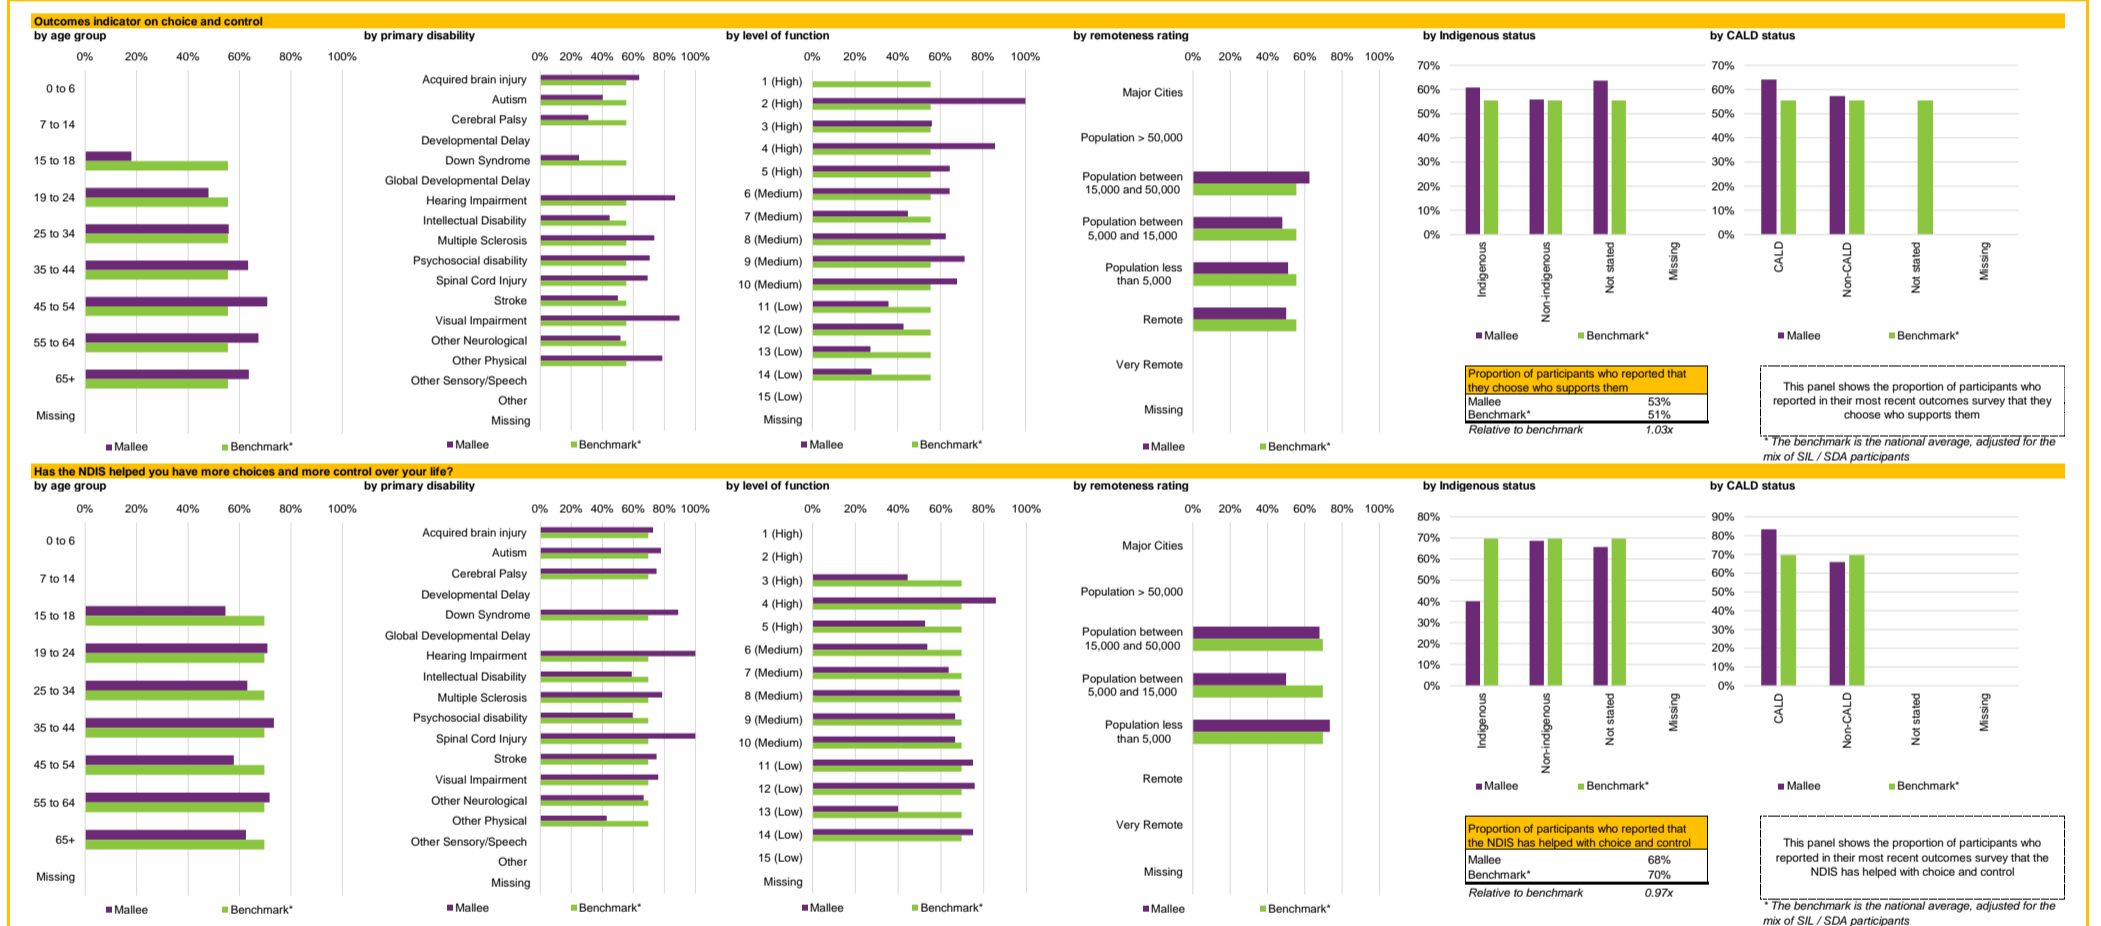 Outcomes indicator on choice and control
by age group
0% 20% 40% 60% 80% 100%
0 to 6
7 to 14
15 to 18
19 to 24
25 to 34
35 to 44
45 to 54
55 to 64
65+
Missing
Mallee Benchmark*
by primary disability
0% 20% 40% 60% 80% 100%
Acquired brain injury
Autism
Cerebral Palsy
Developmental Delay
Down Syndrome
Global Developmental Delay
Hearing Impairment
Intellectual Disability
Multiple Sclerosis
Psychosocial disability
Spinal Cord Injury
Stroke
Visual Impairment
Other Neurological
Other Physical
Other Sensory/Speech
Other
Missing
Mallee Benchmark*
by level of function
0% 20% 40% 60% 80% 100%
1 (High)
2 (High)
3 (High)
4 (High)
5 (High)
6 (Medium)
7 (Medium)
8 (Medium)
9 (Medium)
10 (Medium)
11 (Low)
12 (Low)
13 (Low)
14 (Low)
15 (Low)
Missing
Mallee Benchmark*
by remoteness rating
0% 20% 40% 60% 80% 100%
Major Cities
Population > 50,000
Population between
15,000 and 50,000
Population between
5,000 and 15,000
Population less
than 5,000
Remote
Very Remote
Missing
Mallee Benchmark*
by Indigenous status
70%
60%
50%
40%
30%
20%
10%
0%
Indigenous
Non-indigenous
Not stated
Missing
Mallee Benchmark*
by CALD status
70%
60%
50%
40%
30%
20%
10%
0%
CALD
Non-CALD
Not stated
Missing
Mallee Benchmark*
Proportion of participants who reported that
they choose who supports them
Mallee 53%
Benchmark* 51%
Relative to benchmark 1.03x
This panel shows the proportion of participants who
reported in their most recent outcomes survey that they
choose who supports them
* The benchmark is the national average, adjusted for the
mix of SIL / SDA participants
Has the NDIS helped you have more choices and more control over your life?
by age group
0% 20% 40% 60% 80% 100%
0 to 6
7 to 14
15 to 18
19 to 24
25 to 34
35 to 44
45 to 54
55 to 64
65+
Missing
Mallee Benchmark*
by primary disability
0% 20% 40% 60% 80% 100%
Acquired brain injury
Autism
Cerebral Palsy
Developmental Delay
Down Syndrome
Global Developmental Delay
Hearing Impairment
Intellectual Disability
Multiple Sclerosis
Psychosocial disability
Spinal Cord Injury
Stroke
Visual Impairment
Other Neurological
Other Physical
Other Sensory/Speech
Other
Missing
Mallee Benchmark*
by level of function
0% 20% 40% 60% 80% 100%
1 (High)
2 (High)
3 (High)
4 (High)
5 (High)
6 (Medium)
7 (Medium)
8 (Medium)
9 (Medium)
10 (Medium)
11 (Low)
12 (Low)
13 (Low)
14 (Low)
15 (Low)
Missing
Mallee Benchmark*
by remoteness rating
0% 20% 40% 60% 80% 100%
Major Cities
Population > 50,000
Population between
15,000 and 50,000
Population between
5,000 and 15,000
Population less
than 5,000
Remote
Very Remote
Missing
Mallee Benchmark*
by Indigenous status
80%
70%
60%
50%
40%
30%
20%
10%
0%
Indigenous
Non-indigenous
Not stated
Missing
Mallee Benchmark*
by CALD status
90%
80%
70%
60%
50%
40%
30%
20%
10%
0%
CALD
Non-CALD
Not stated
Missing
Mallee Benchmark*
Proportion of participants who reported that
the NDIS has helped with choice and control
Mallee 68%
Benchmark* 70%
Relative to benchmark 0.97x
This panel shows the proportion of participants who
reported in their most recent outcomes survey that the
NDIS has helped with choice and control
* The benchmark is the national average, adjusted for the
mix of SIL / SDA participants